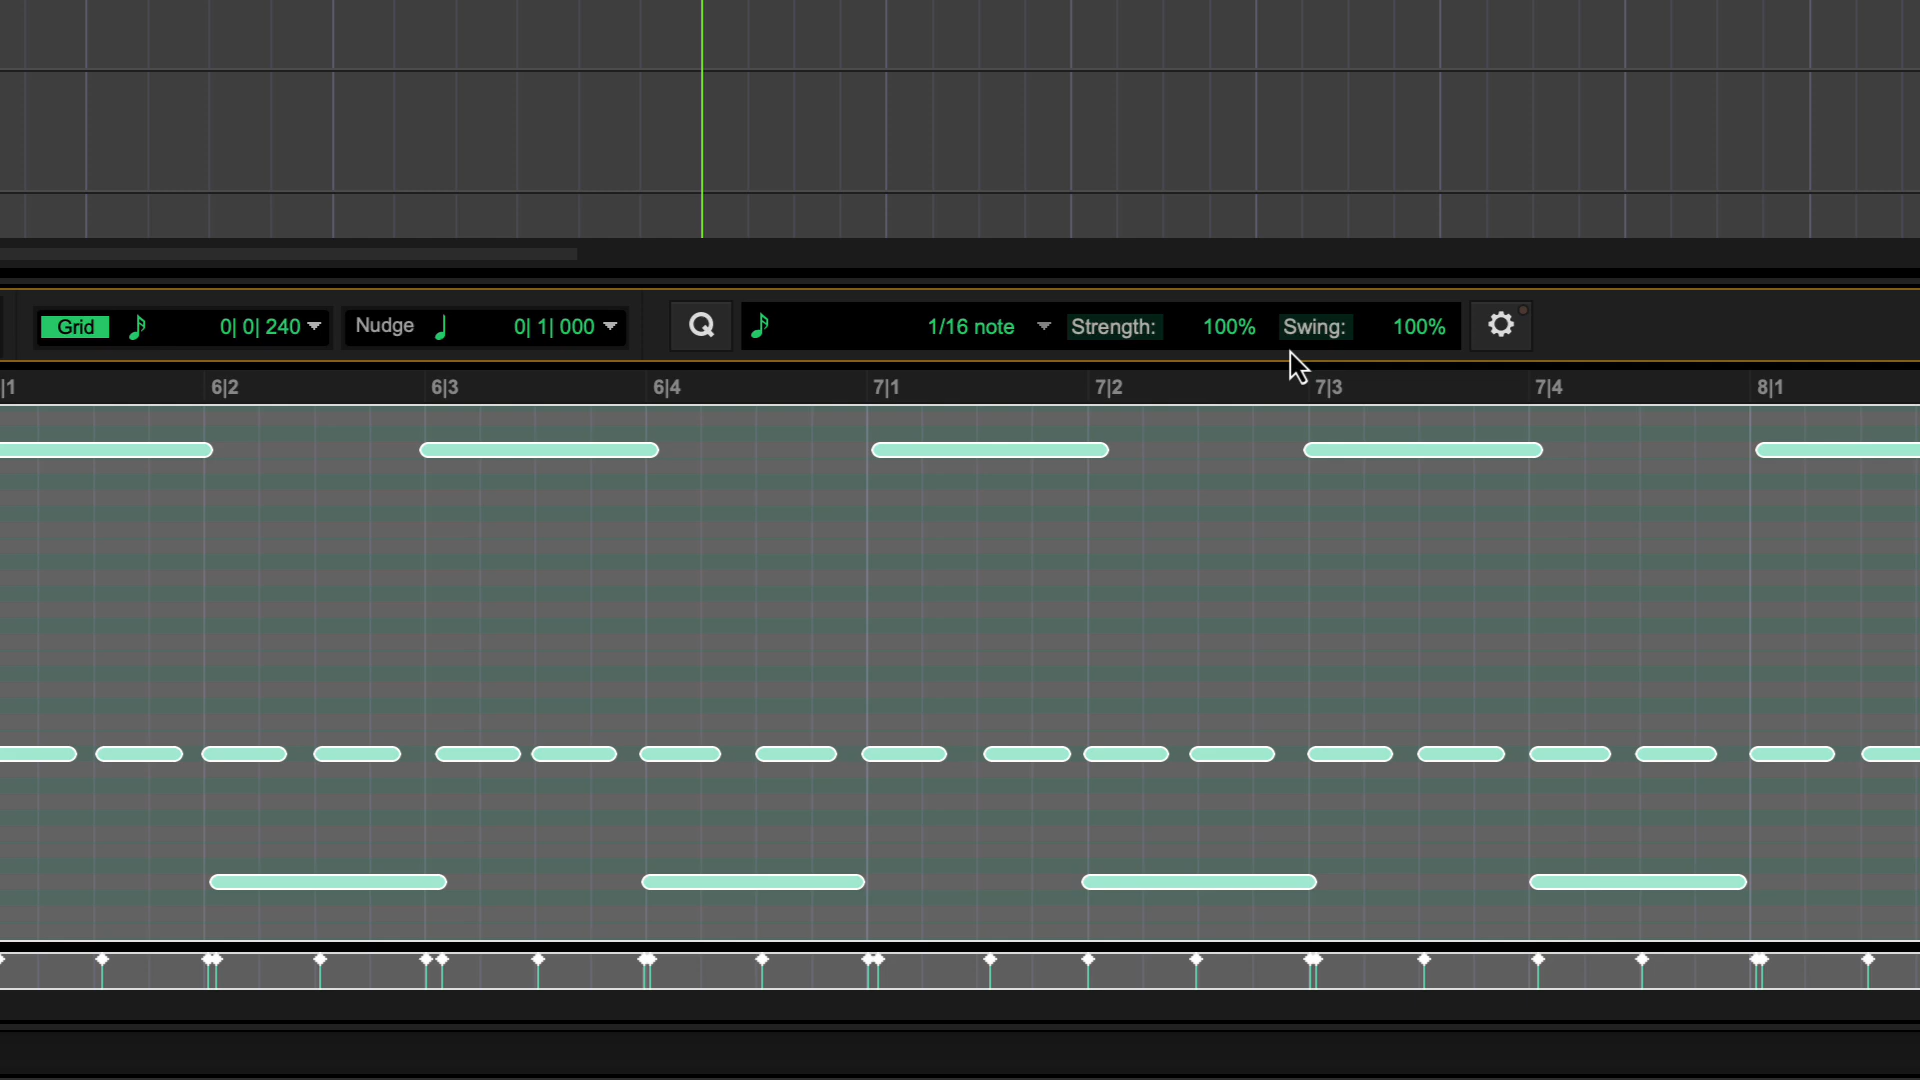 Grid 0| 0| 240 Nudge 0| 1| 000 Q 1/16 note Strength: 100% Swing: 100%
|1 6|2 6|3 6|4 7|1 7|2 7|3 7|4 8|1